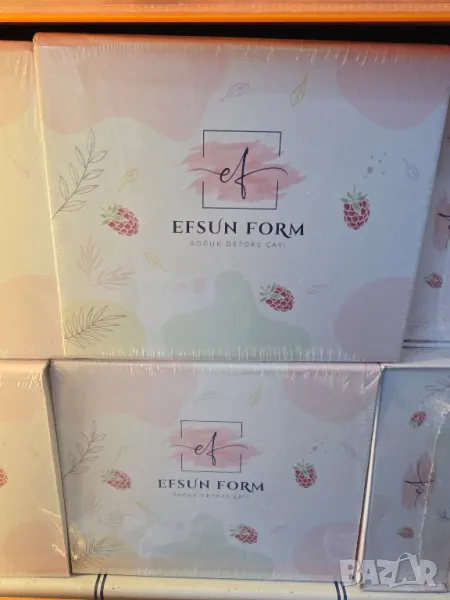 ef
EFSUN FORM
SOĞUK DETOKS ÇAYI
ef
EFSUN FORM
SOĞUK DETOKS ÇAYI
BAZAR